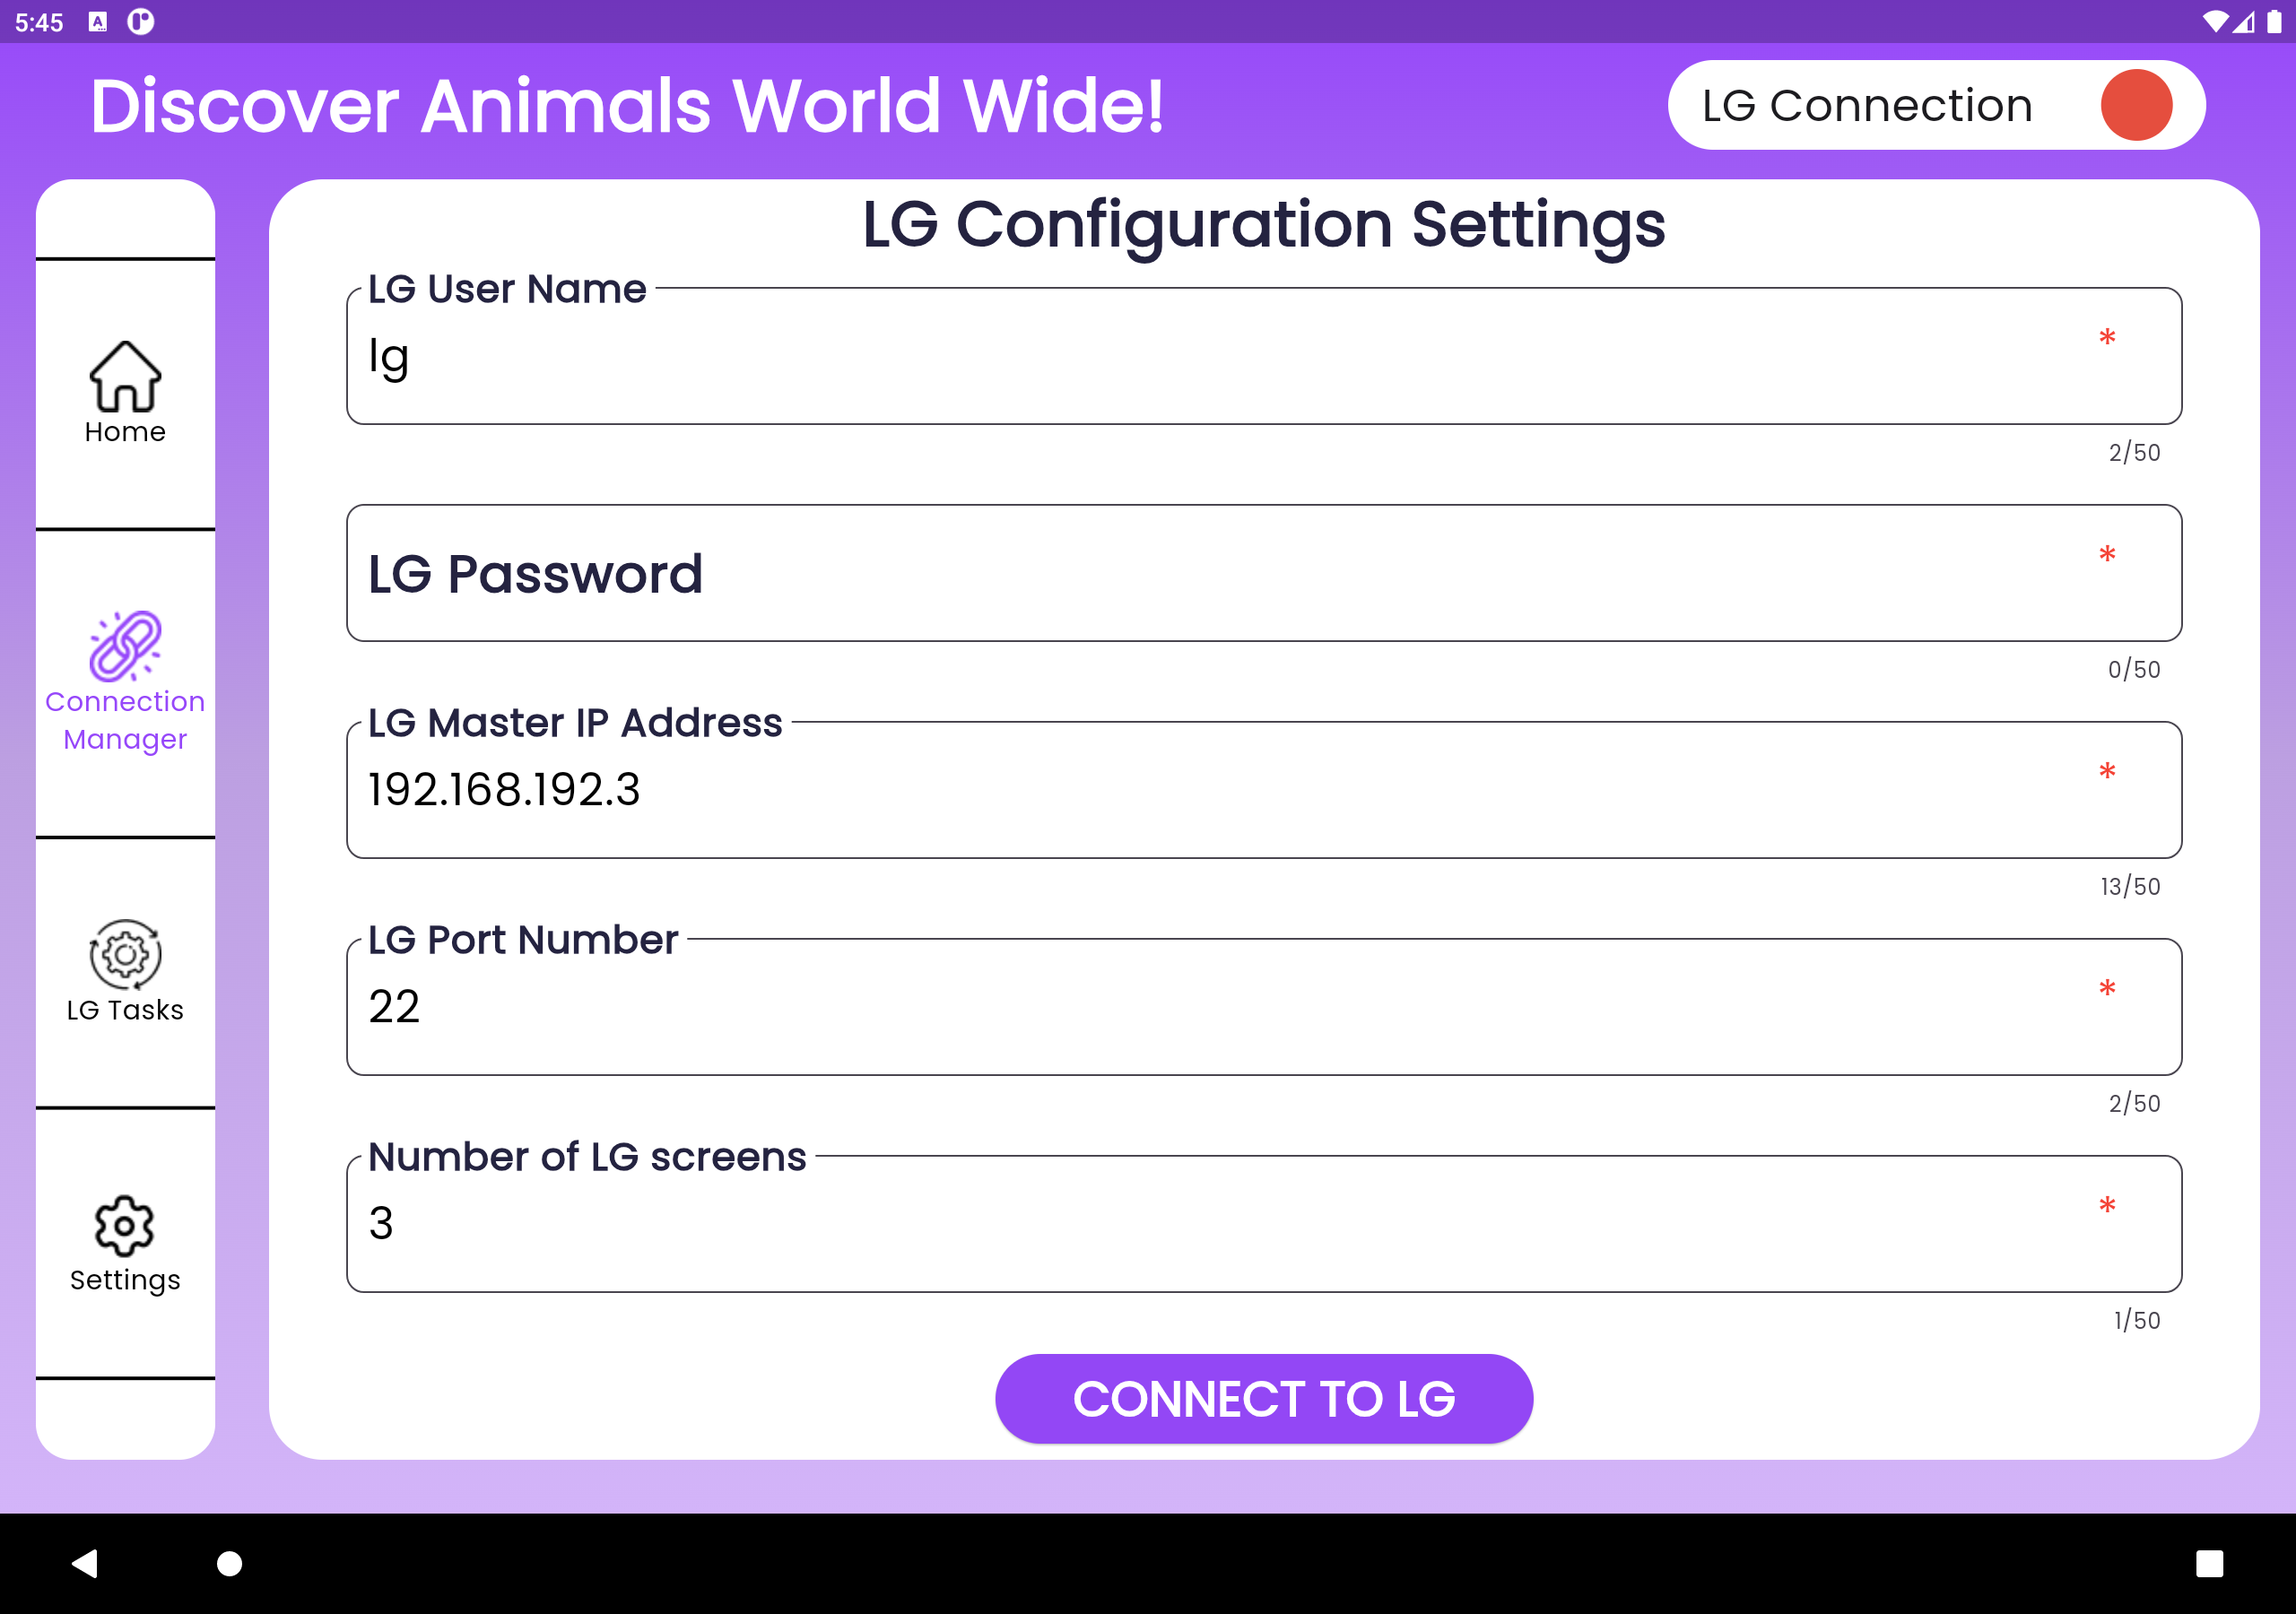 5:45
Discover Animals World Wide!
LG Connection
Home
Connection
Manager
LG Tasks
Settings
LG Configuration Settings
LG User Name
lg
*
2/50
LG Password
*
0/50
LG Master IP Address
192.168.192.3
*
13/50
LG Port Number
22
*
2/50
Number of LG screens
3
*
1/50
CONNECT TO LG